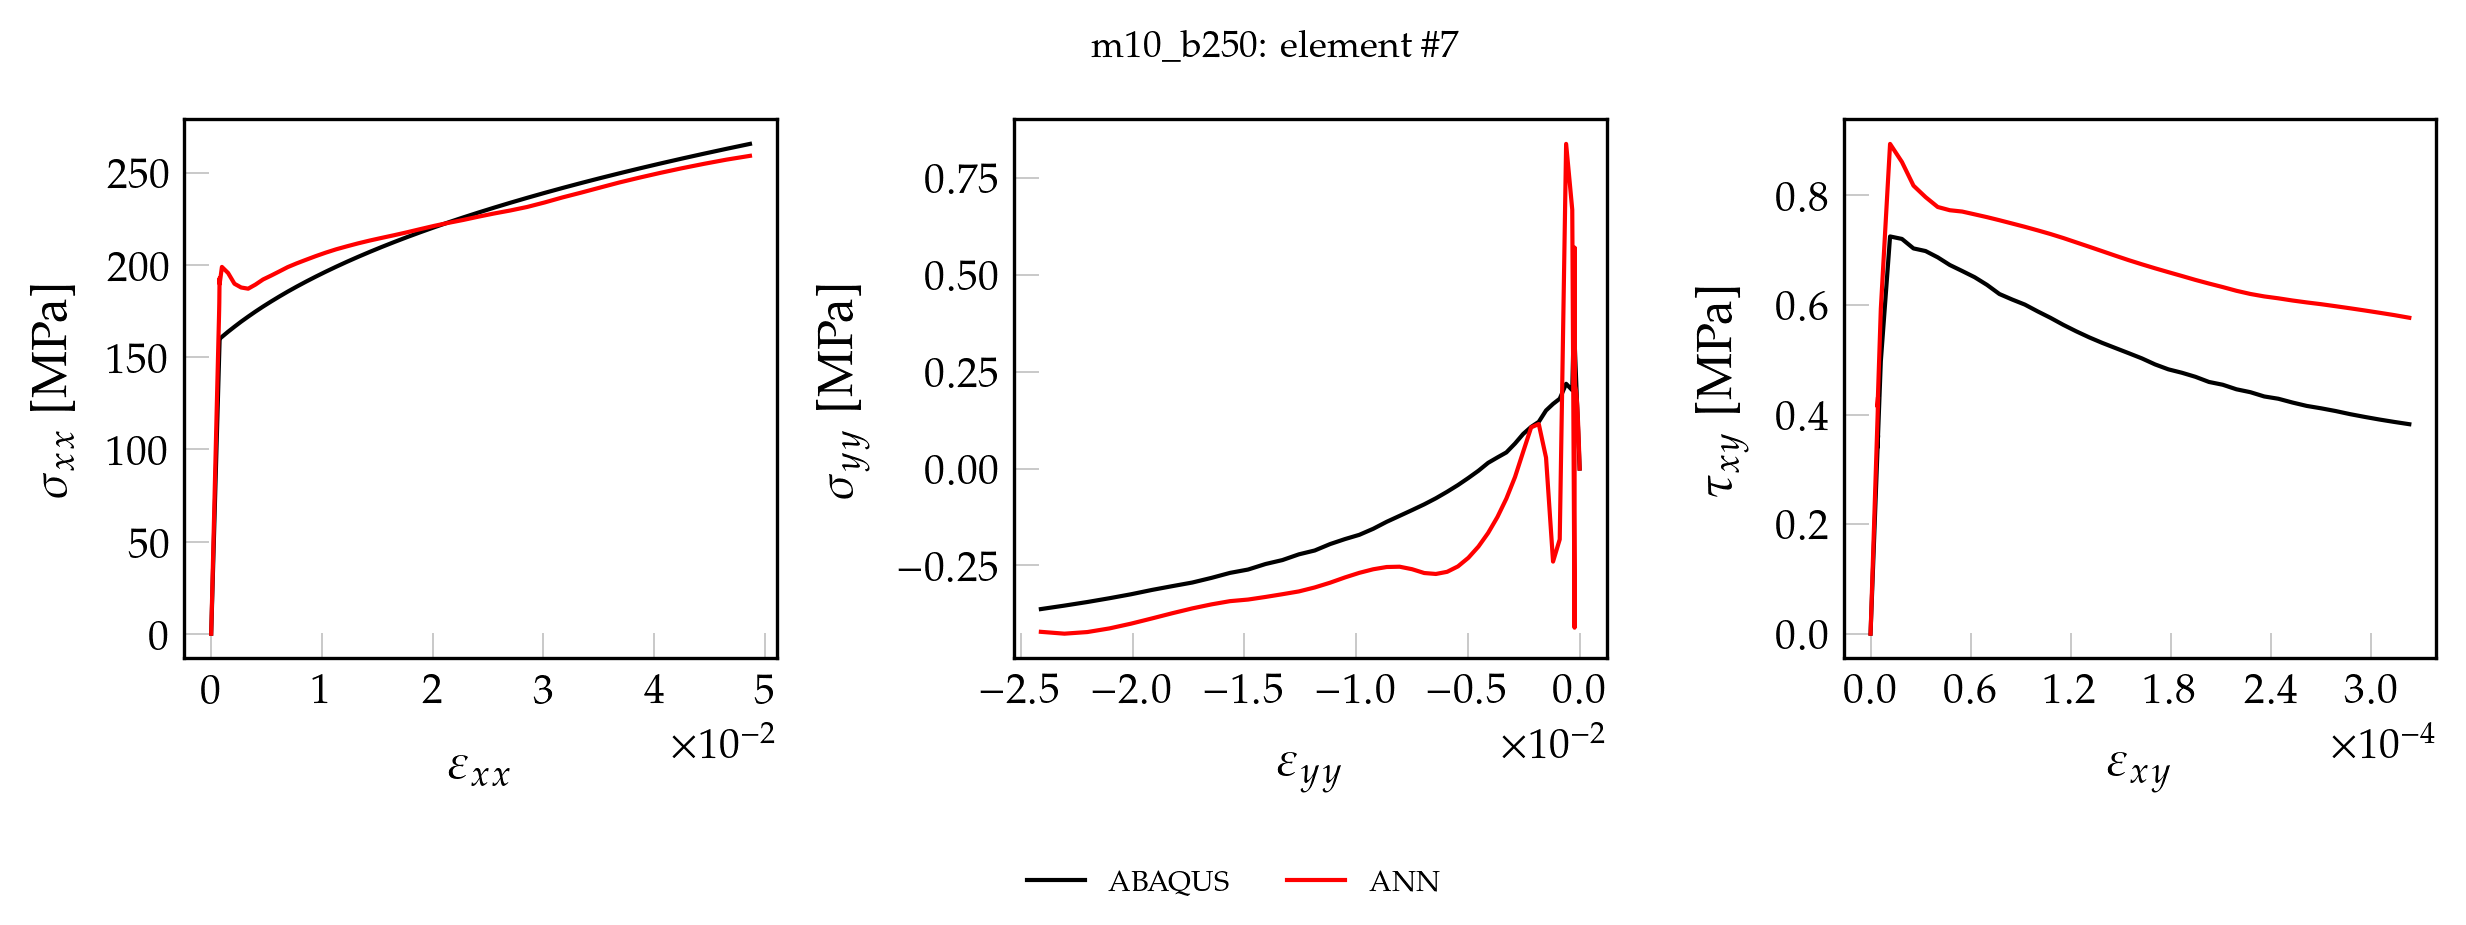 m10_b250: element #7
σxx [MPa]
250
200
150
100
50
0
0 1 2 3 4 5
×10−2
εxx
σyy [MPa]
0.75
0.50
0.25
0.00
−0.25
−2.5 −2.0 −1.5 −1.0 −0.5 0.0
×10−2
εyy
τxy [MPa]
0.8
0.6
0.4
0.2
0.0
0.0 0.6 1.2 1.8 2.4 3.0
×10−4
εxy
ABAQUS ANN